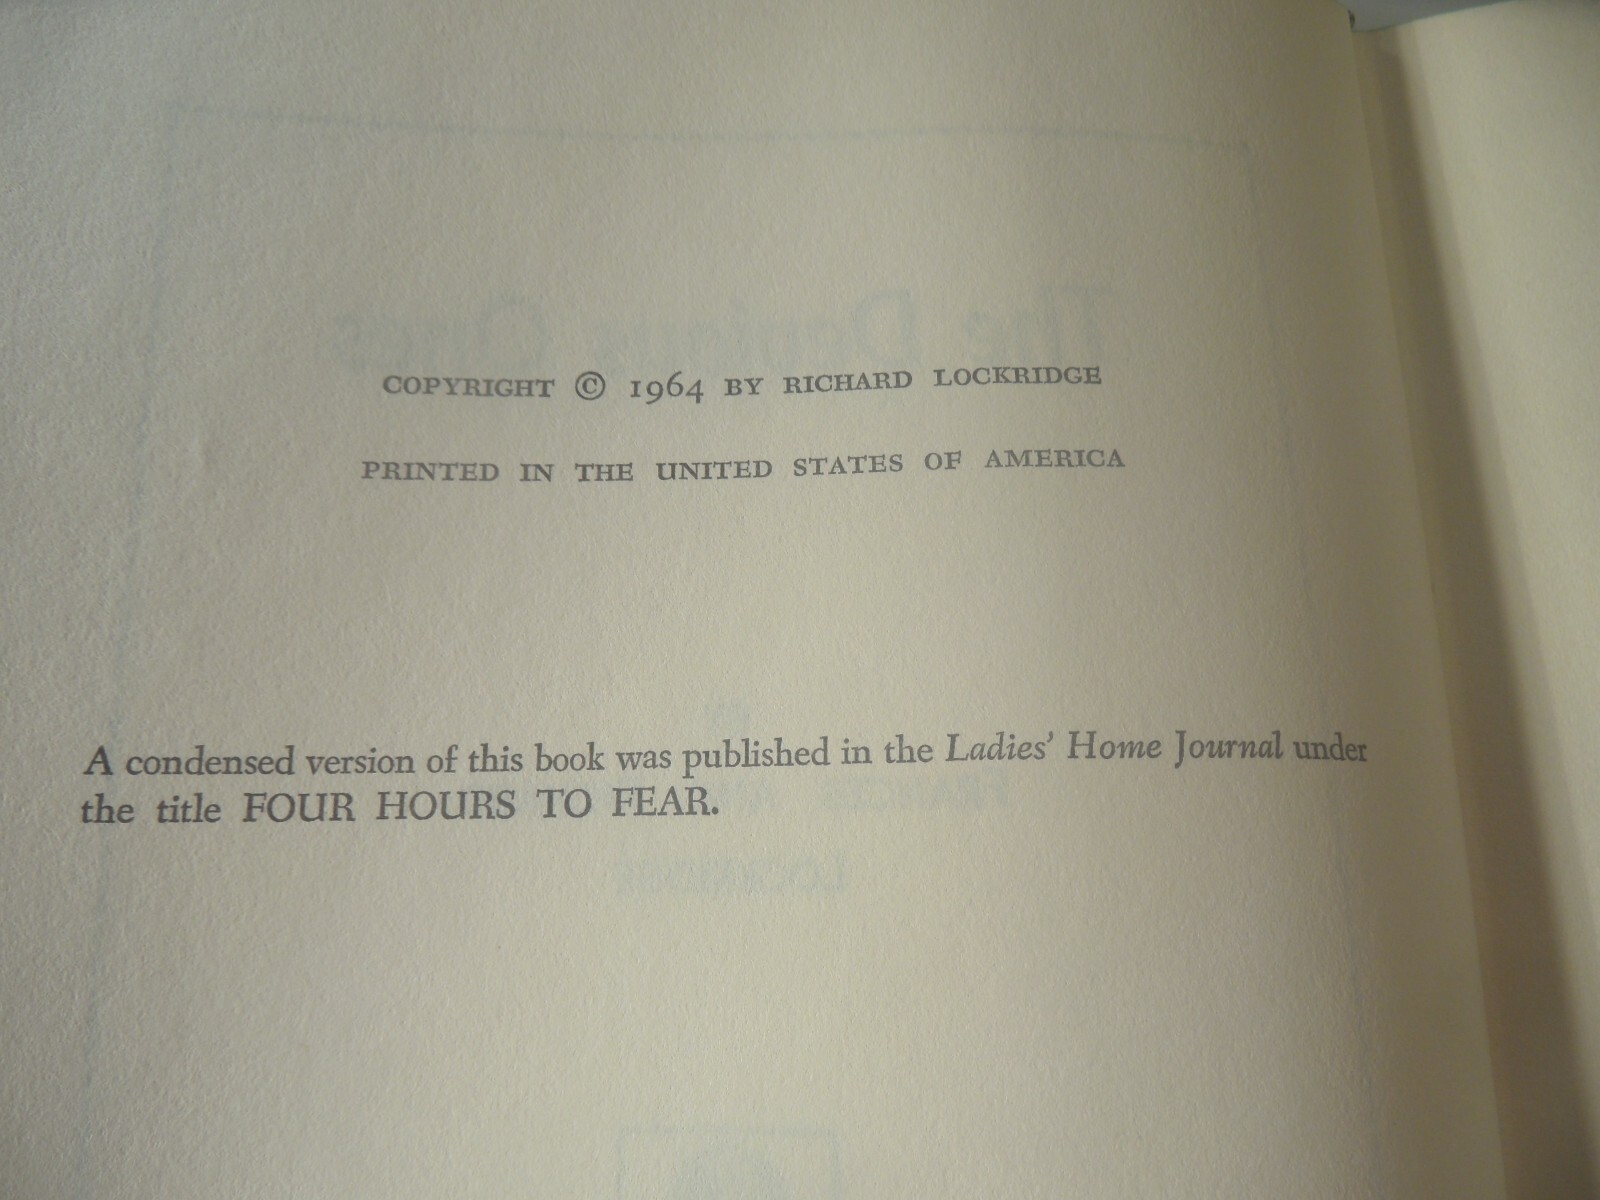 COPYRIGHT © 1964 BY RICHARD LOCKRIDGE
PRINTED IN THE UNITED STATES OF AMERICA
A condensed version of this book was published in the Ladies' Home Journal under
the title FOUR HOURS TO FEAR.